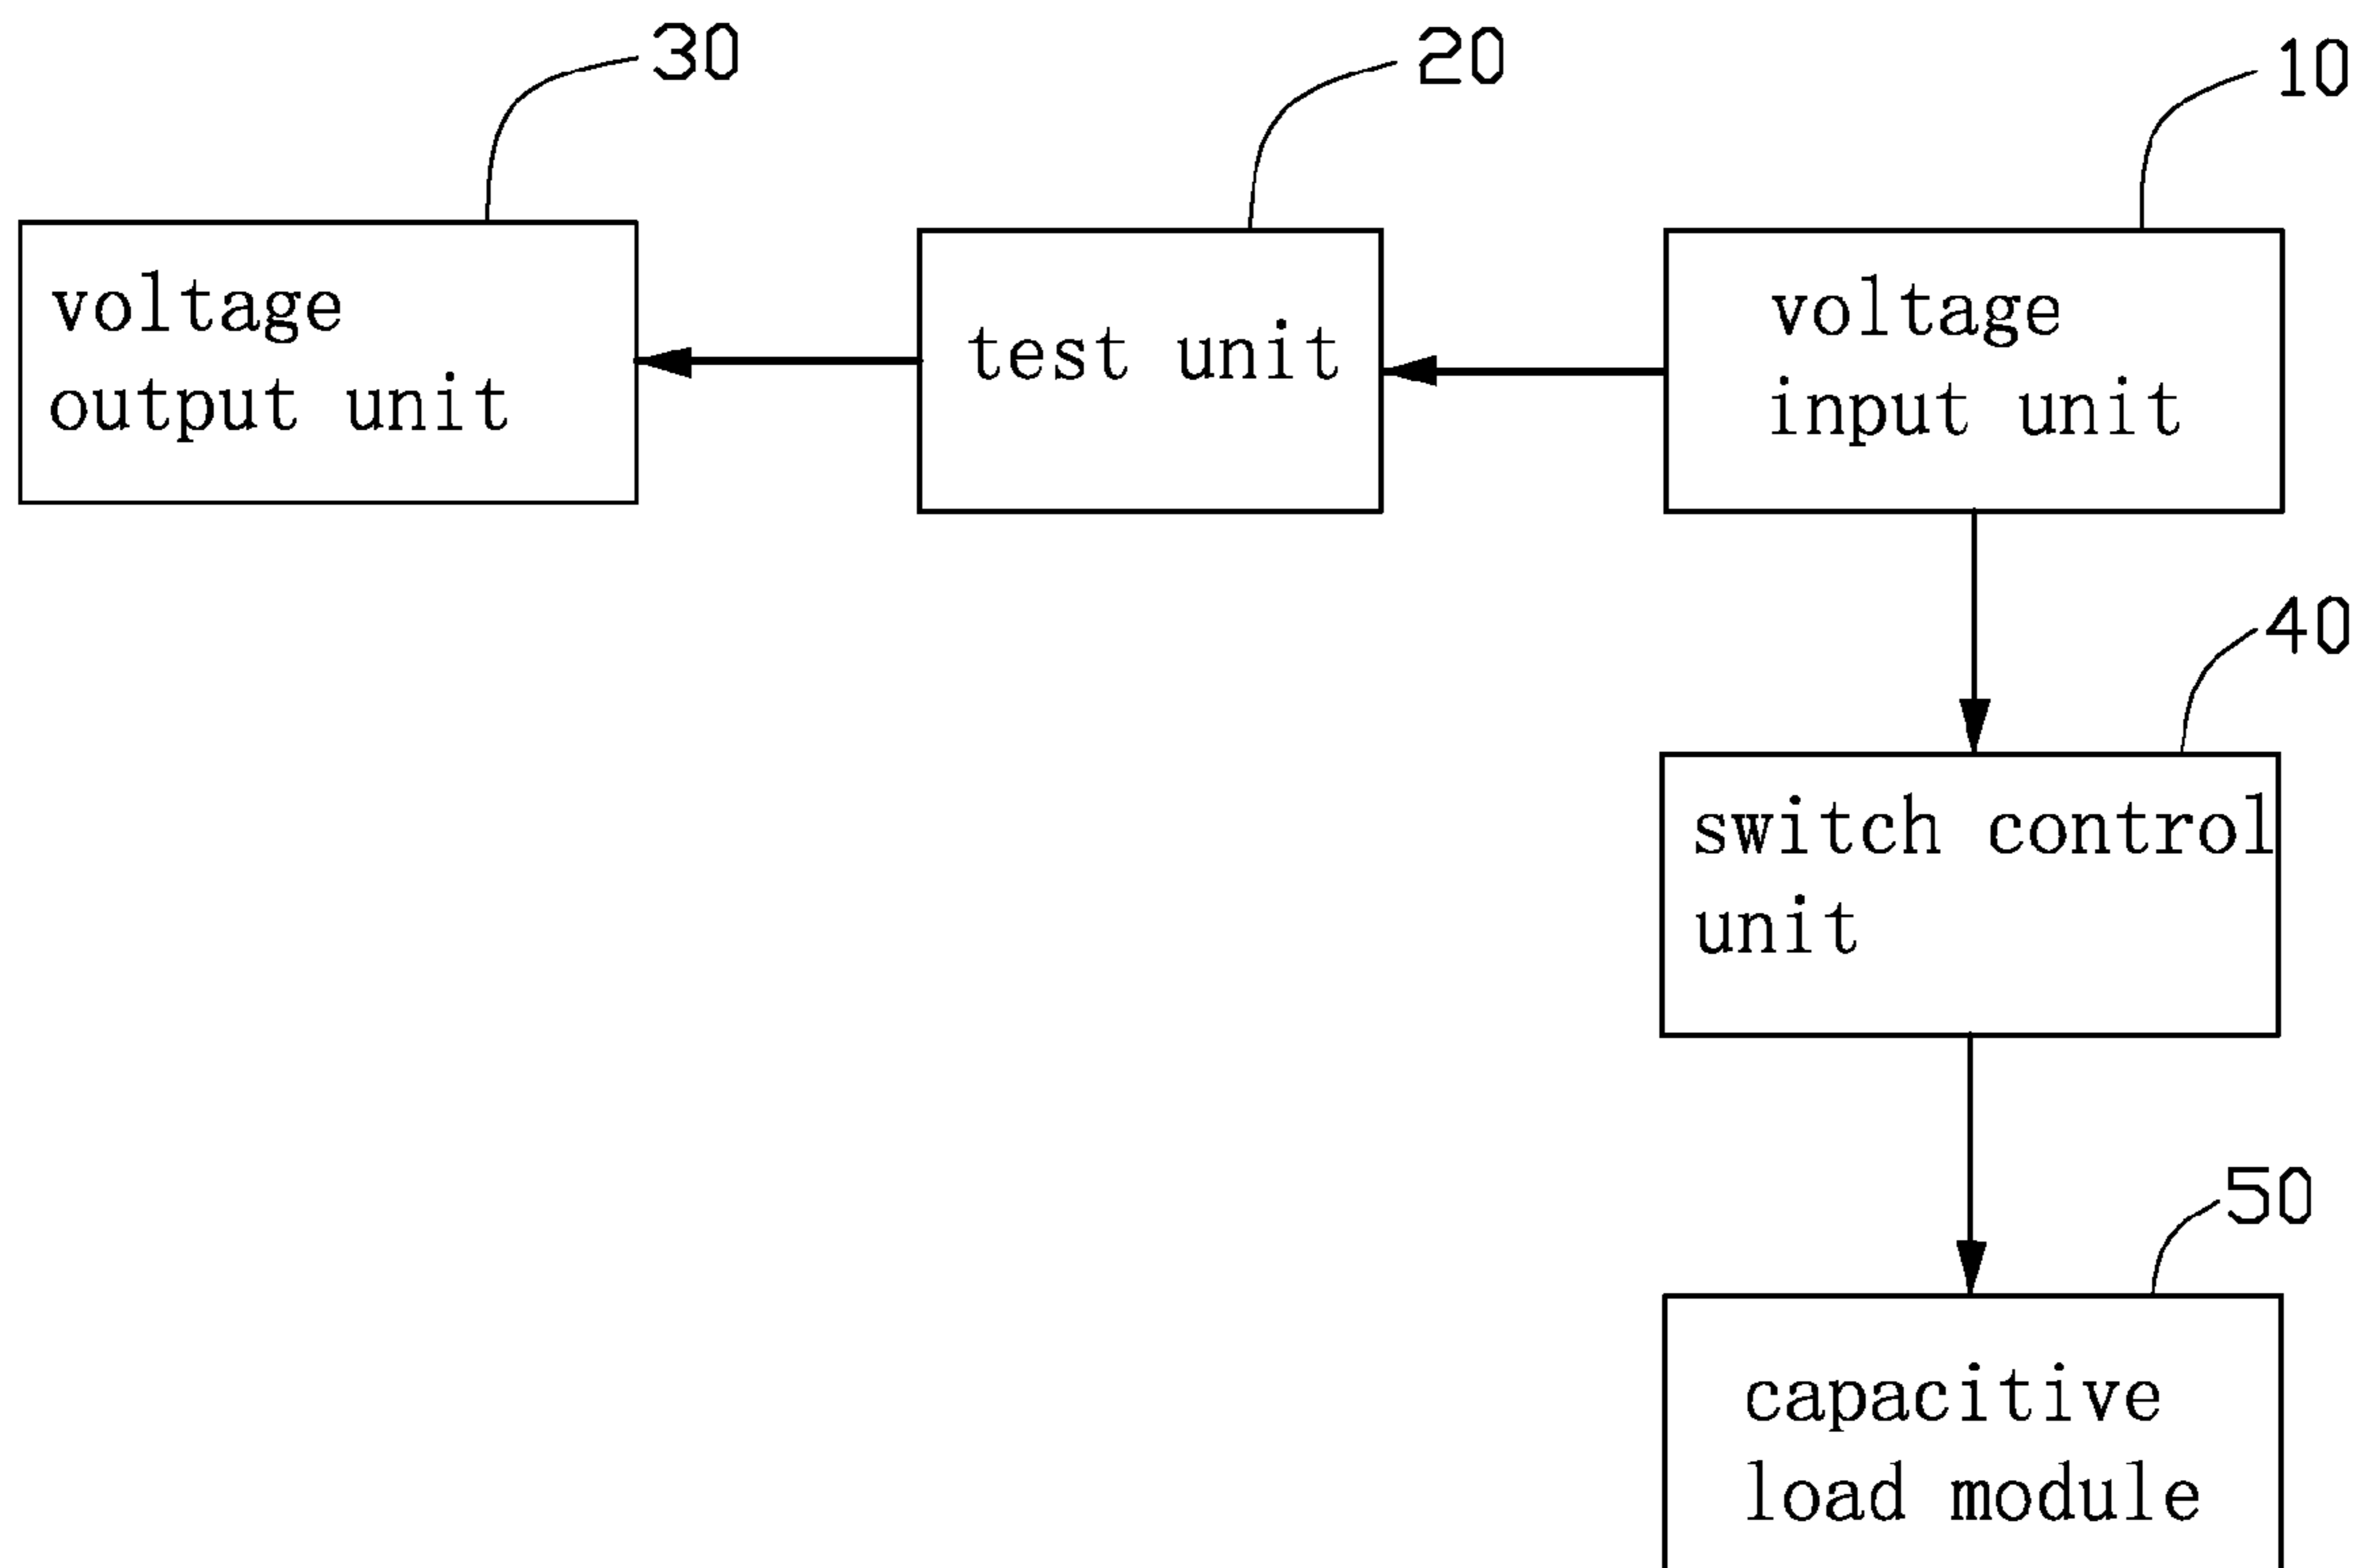 30
20
10
voltage
output unit
test unit
voltage
input unit
40
switch control
unit
50
capacitive
load module